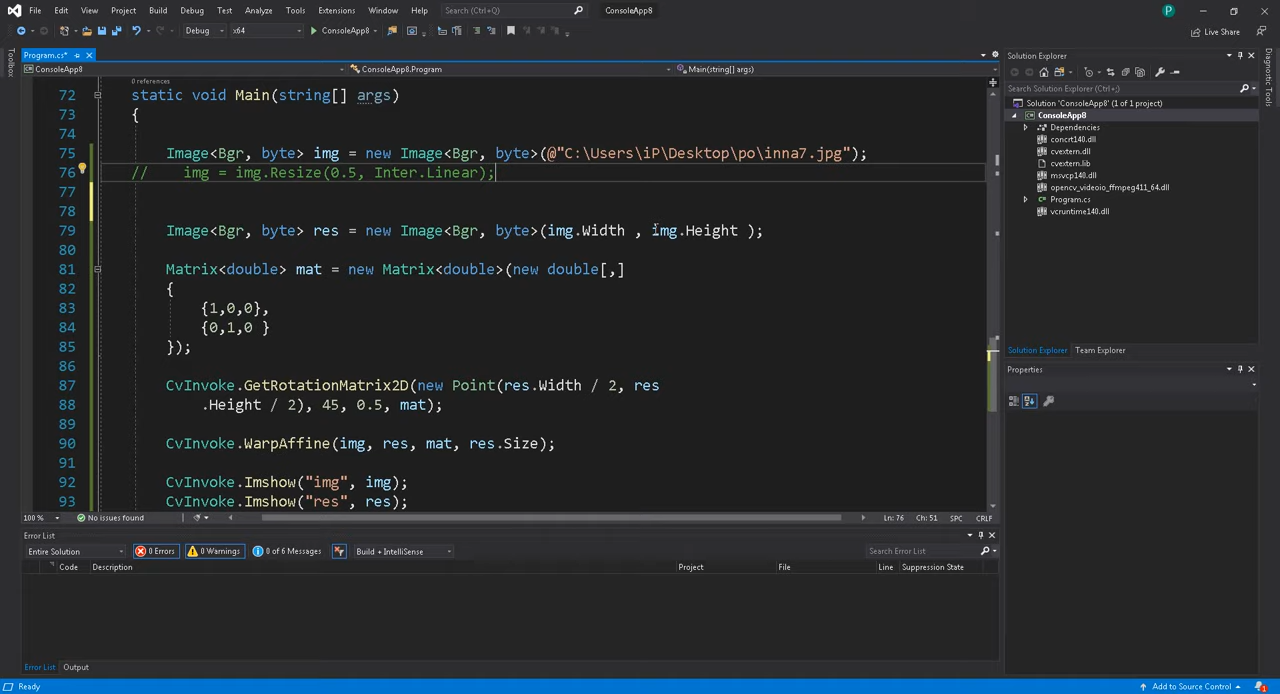 File Edit View Project Build Debug Test Analyze Tools Extensions Window Help Search (Ctrl+Q) ConsoleApp8 P
Debug x64 ConsoleApp8 Live Share
Program.cs*
ConsoleApp8 ConsoleApp8.Program Main(string[] args)
Toolbox
0 references
72 static void Main(string[] args)
73 {
74
75 Image<Bgr, byte> img = new Image<Bgr, byte>(@"C:\Users\iP\Desktop\po\inna7.jpg");
76 // img = img.Resize(0.5, Inter.Linear);
77
78
79 Image<Bgr, byte> res = new Image<Bgr, byte>(img.Width , img.Height );
80
81 Matrix<double> mat = new Matrix<double>(new double[,]
82 {
83 {1,0,0},
84 {0,1,0 }
85 });
86
87 CvInvoke.GetRotationMatrix2D(new Point(res.Width / 2, res
88 .Height / 2), 45, 0.5, mat);
89
90 CvInvoke.WarpAffine(img, res, mat, res.Size);
91
92 CvInvoke.Imshow("img", img);
93 CvInvoke.Imshow("res", res);
100 % No issues found Ln: 76 Ch: 51 SPC CRLF
Error List
Entire Solution 0 Errors 0 Warnings 0 of 6 Messages Build + IntelliSense Search Error List
Code Description Project File Line Suppression State
Error List Output
Solution Explorer
Search Solution Explorer (Ctrl+;)
Solution 'ConsoleApp8' (1 of 1 project)
ConsoleApp8
Dependencies
concrt140.dll
cvextern.dll
cvextern.lib
msvcp140.dll
opencv_videoio_ffmpeg411_64.dll
Program.cs
vcruntime140.dll
Solution Explorer Team Explorer
Properties
Diagnostic Tools
Ready Add to Source Control 1